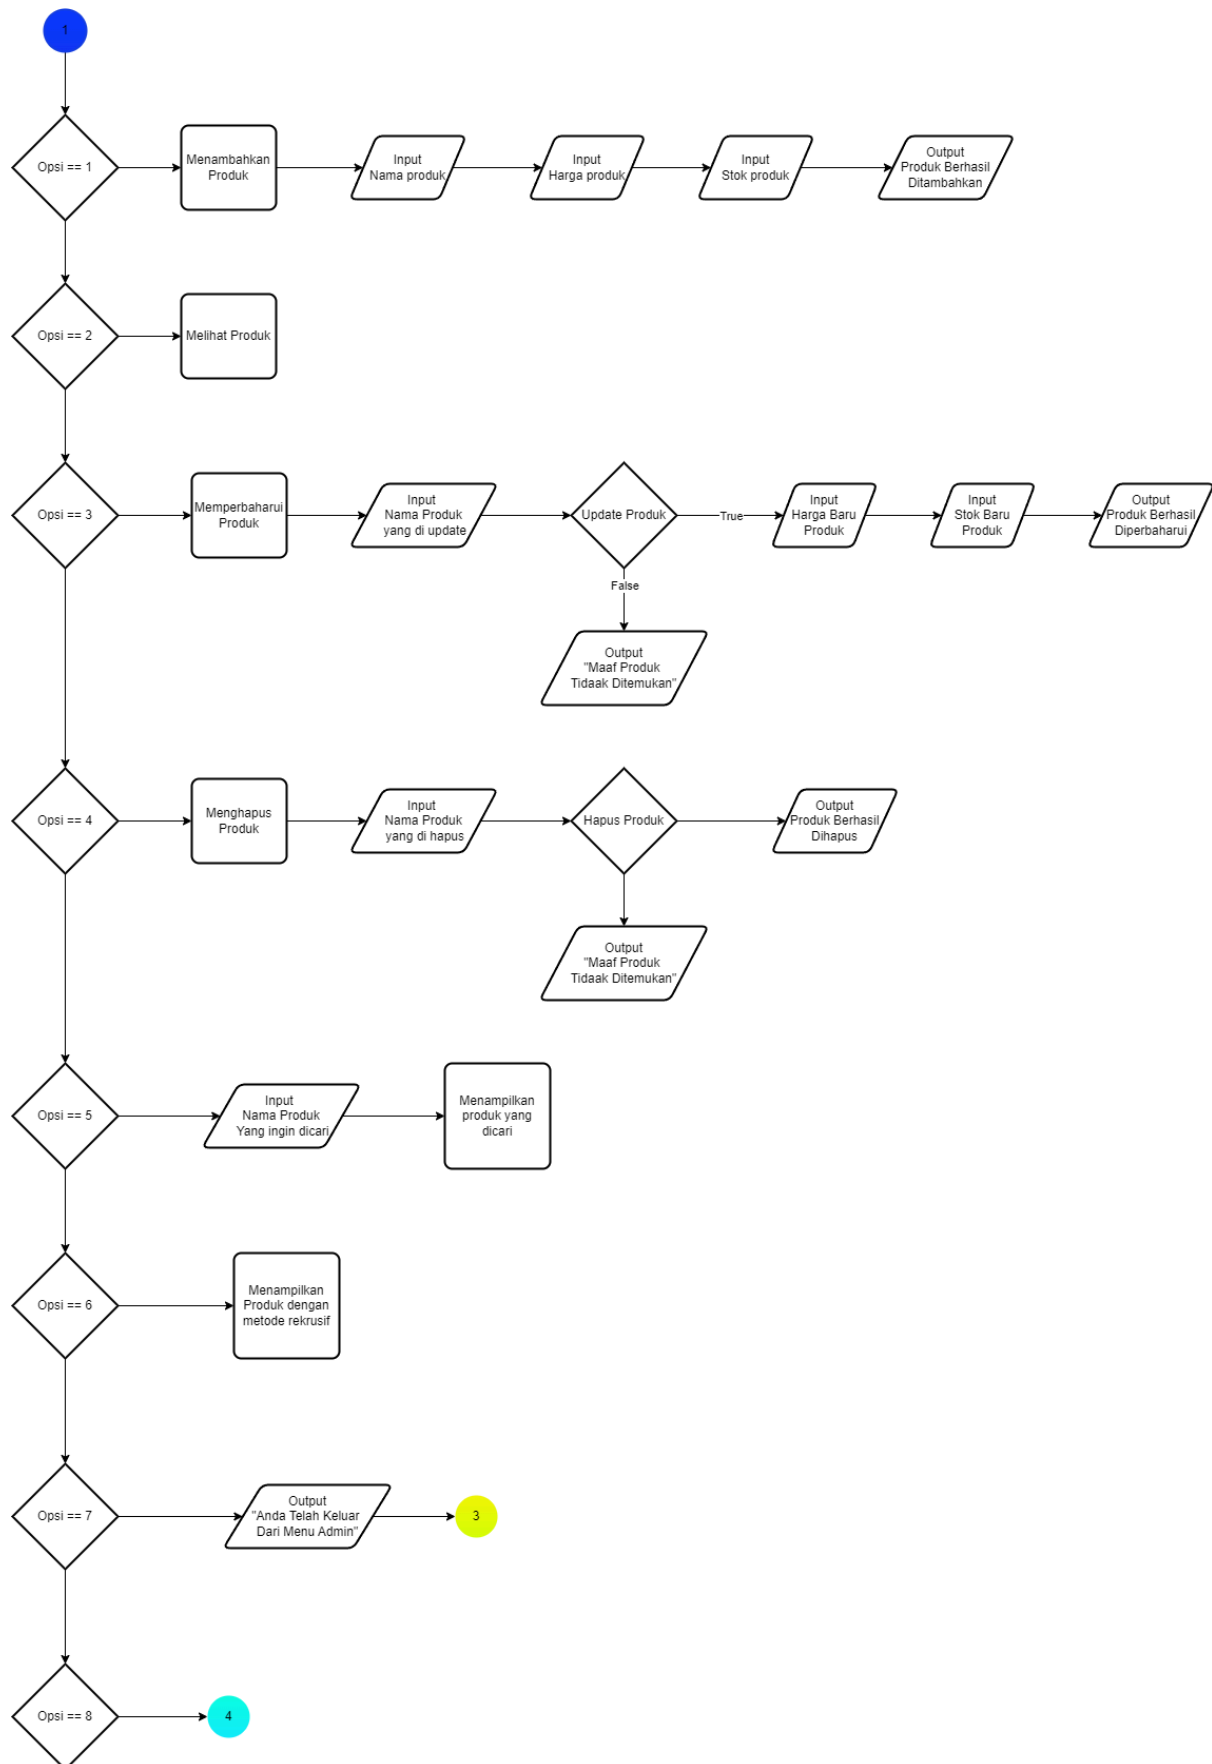 1
Opsi == 1
Menambahkan
Produk
Input
Nama produk
Input
Harga produk
Input
Stok produk
Output
Produk Berhasil
Ditambahkan
Opsi == 2
Melihat Produk
Opsi == 3
Memperbaharui
Produk
Input
Nama Produk
yang di update
Update Produk
True
Input
Harga Baru
Produk
Input
Stok Baru
Produk
Output
Produk Berhasil
Diperbaharui
False
Output
"Maaf Produk
Tidaak Ditemukan"
Opsi == 4
Menghapus
Produk
Input
Nama Produk
yang di hapus
Hapus Produk
Output
Produk Berhasil
Dihapus
Output
"Maaf Produk
Tidaak Ditemukan"
Opsi == 5
Input
Nama Produk
Yang ingin dicari
Menampilkan
produk yang
dicari
Opsi == 6
Menampilkan
Produk dengan
metode rekrusif
Opsi == 7
Output
"Anda Telah Keluar
Dari Menu Admin"
3
Opsi == 8
4